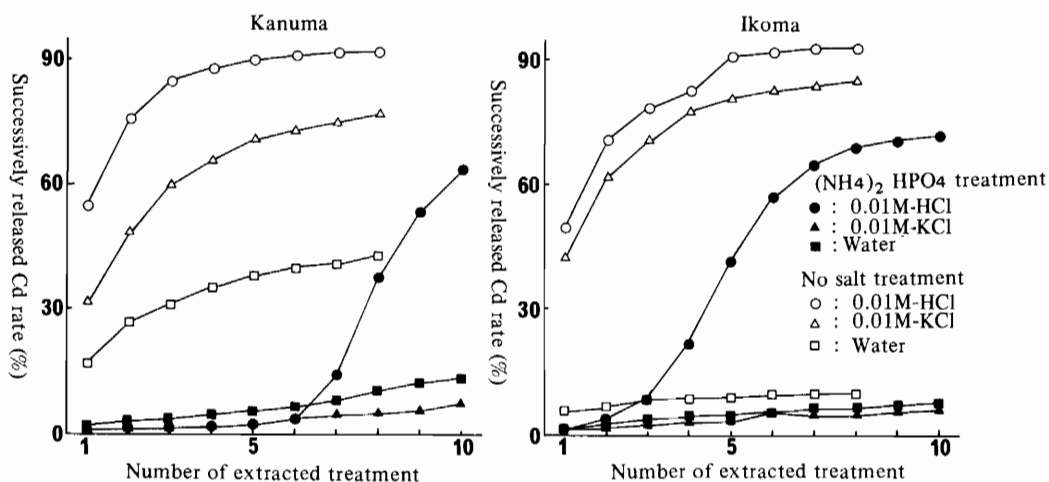 Kanuma
Successively released Cd rate (%)
90
60
30
0
1
5
10
Number of extracted treatment
Ikoma
Successively released Cd rate (%)
90
60
30
0
1
5
10
Number of extracted treatment
(NH4)2 HPO4 treatment
● : 0.01M-HCl
▲ : 0.01M-KCl
■ : Water
No salt treatment
○ : 0.01M-HCl
△ : 0.01M-KCl
□ : Water